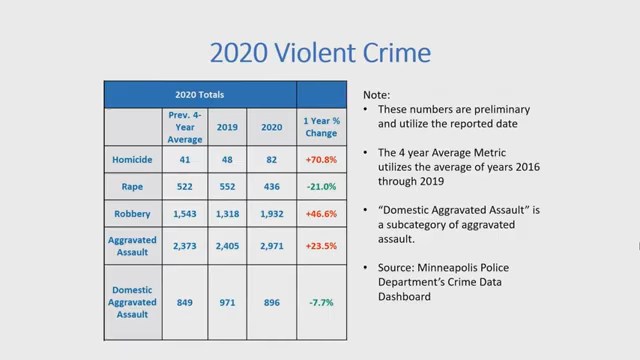 2020 Violent Crime
2020 Totals
Prev. 4-
Year
Average
2019
2020
1 Year %
Change
Homicide 41 48 82 +70.8%
Rape 522 552 436 -21.0%
Robbery 1,543 1,318 1,932 +46.6%
Aggravated
Assault
2,373 2,405 2,971 +23.5%
Domestic
Aggravated
Assault
849 971 896 -7.7%
Note:
• These numbers are preliminary
and utilize the reported date
• The 4 year Average Metric
utilizes the average of years 2016
through 2019
• “Domestic Aggravated Assault” is
a subcategory of aggravated
assault.
• Source: Minneapolis Police
Department’s Crime Data
Dashboard